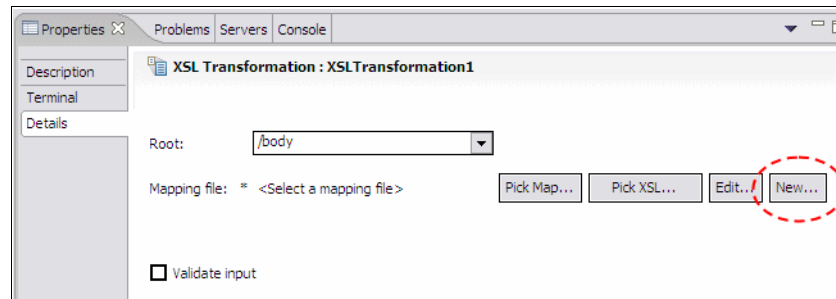 Properties Problems Servers Console
XSL Transformation : XSLTransformation1
Description
Terminal
Details
Root: /body
Mapping file: * <Select a mapping file> Pick Map... Pick XSL... Edit... New...
Validate input